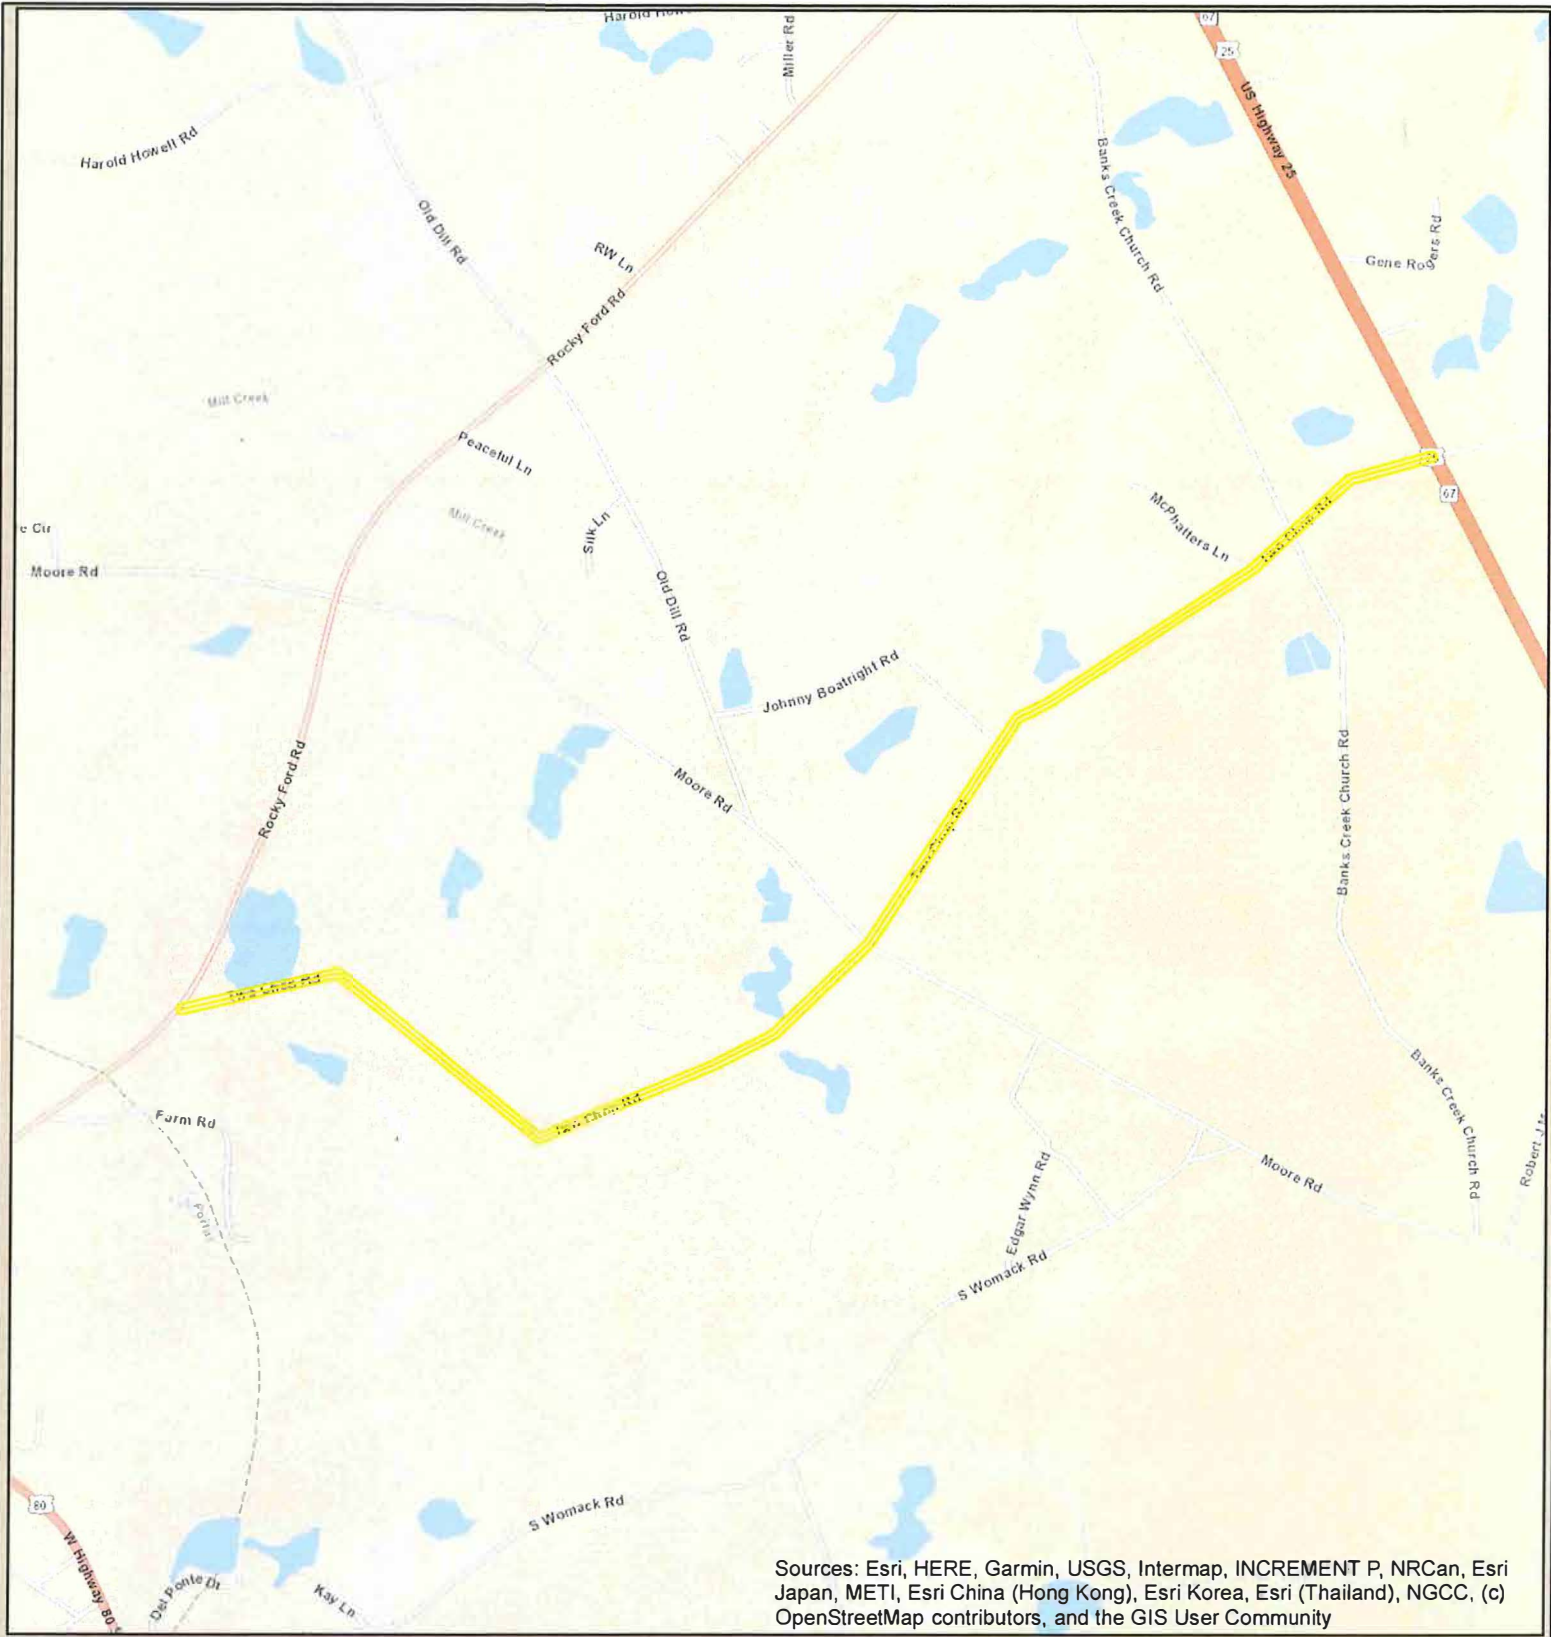 67
25
Miller Rd
US Highway 25
Harold Howell Rd
Banks Creek Church Rd
Old Dill Rd
RW Ln
Gene Rogers Rd
Rocky Ford Rd
Mill Creek
Peaceful Ln
67
McPhatters Ln
Mill Creek
Silk Ln
e Cir
Moore Rd
Old Dill Rd
Johnny Boatright Rd
Rocky Ford Rd
Moore Rd
Banks Creek Church Rd
Farm Rd
Portal
Banks Creek Church Rd
Edgar Wynn Rd
Moore Rd
Robert J
S Womack Rd
80
W Highway 80
S Womack Rd
Del Ponte Dr
Kay Ln
Sources: Esri, HERE, Garmin, USGS, Intermap, INCREMENT P, NRCan, Esri
Japan, METI, Esri China (Hong Kong), Esri Korea, Esri (Thailand), NGCC, (c)
OpenStreetMap contributors, and the GIS User Community